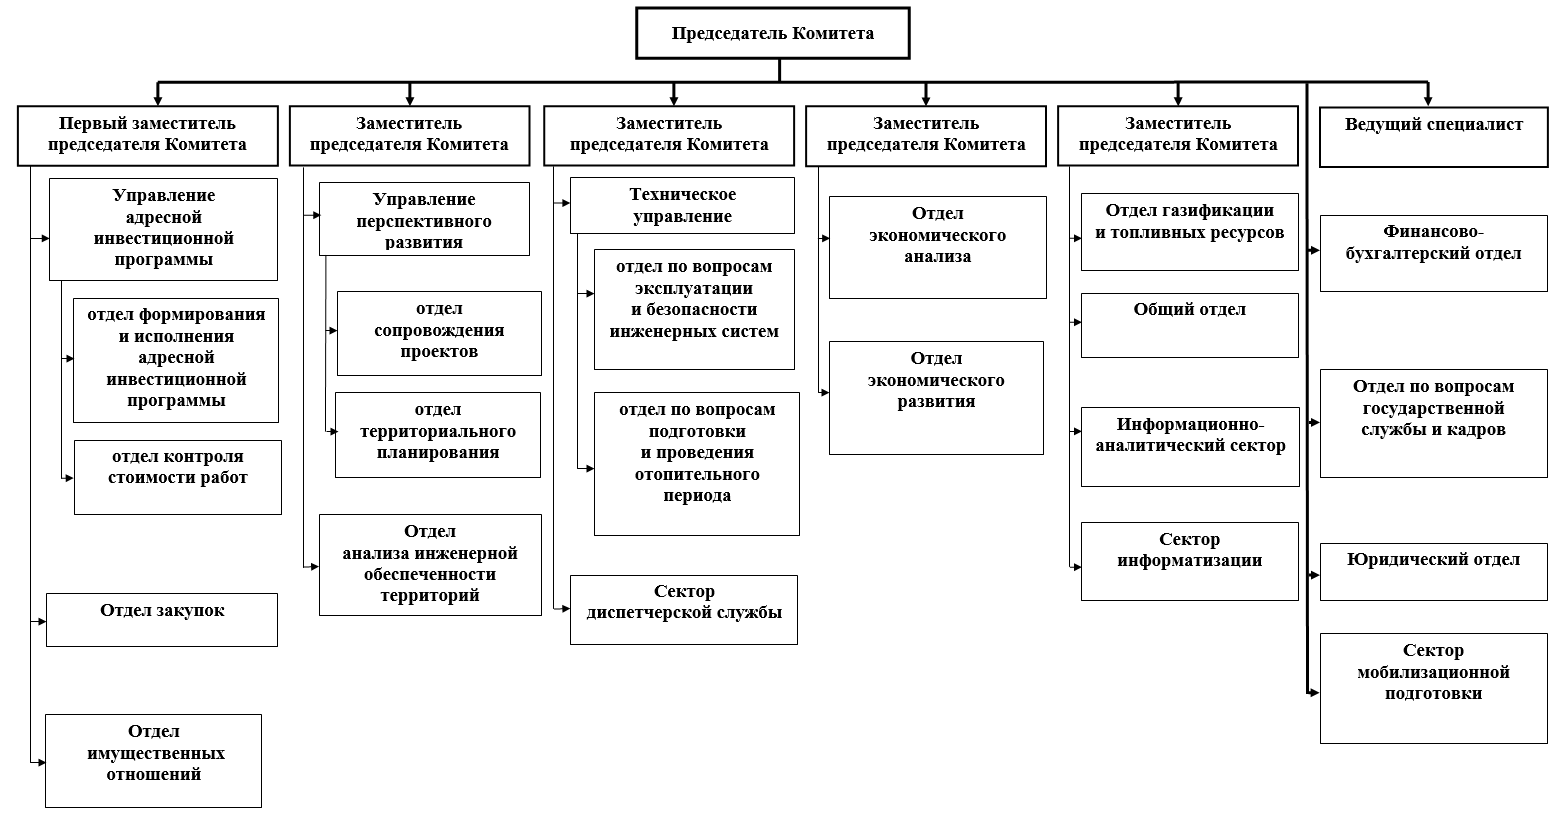 Председатель Комитета
Первый заместитель
председателя Комитета
Управление
адресной
инвестиционной
программы
отдел формирования
и исполнения
адресной
инвестиционной
программы
отдел контроля
стоимости работ
Отдел закупок
Отдел
имущественных
отношений
Заместитель
председателя Комитета
Управление
перспективного
развития
отдел
сопровождения
проектов
отдел
территориального
планирования
Отдел
анализа инженерной
обеспеченности
территорий
Заместитель
председателя Комитета
Техническое
управление
отдел по вопросам
эксплуатации
и безопасности
инженерных систем
отдел по вопросам
подготовки
и проведения
отопительного
периода
Сектор
диспетчерской службы
Заместитель
председателя Комитета
Отдел
экономического
анализа
Отдел
экономического
развития
Заместитель
председателя Комитета
Отдел газификации
и топливных ресурсов
Общий отдел
Информационно-
аналитический сектор
Сектор
информатизации
Ведущий специалист
Финансово-
бухгалтерский отдел
Отдел по вопросам
государственной
службы и кадров
Юридический отдел
Сектор
мобилизационной
подготовки